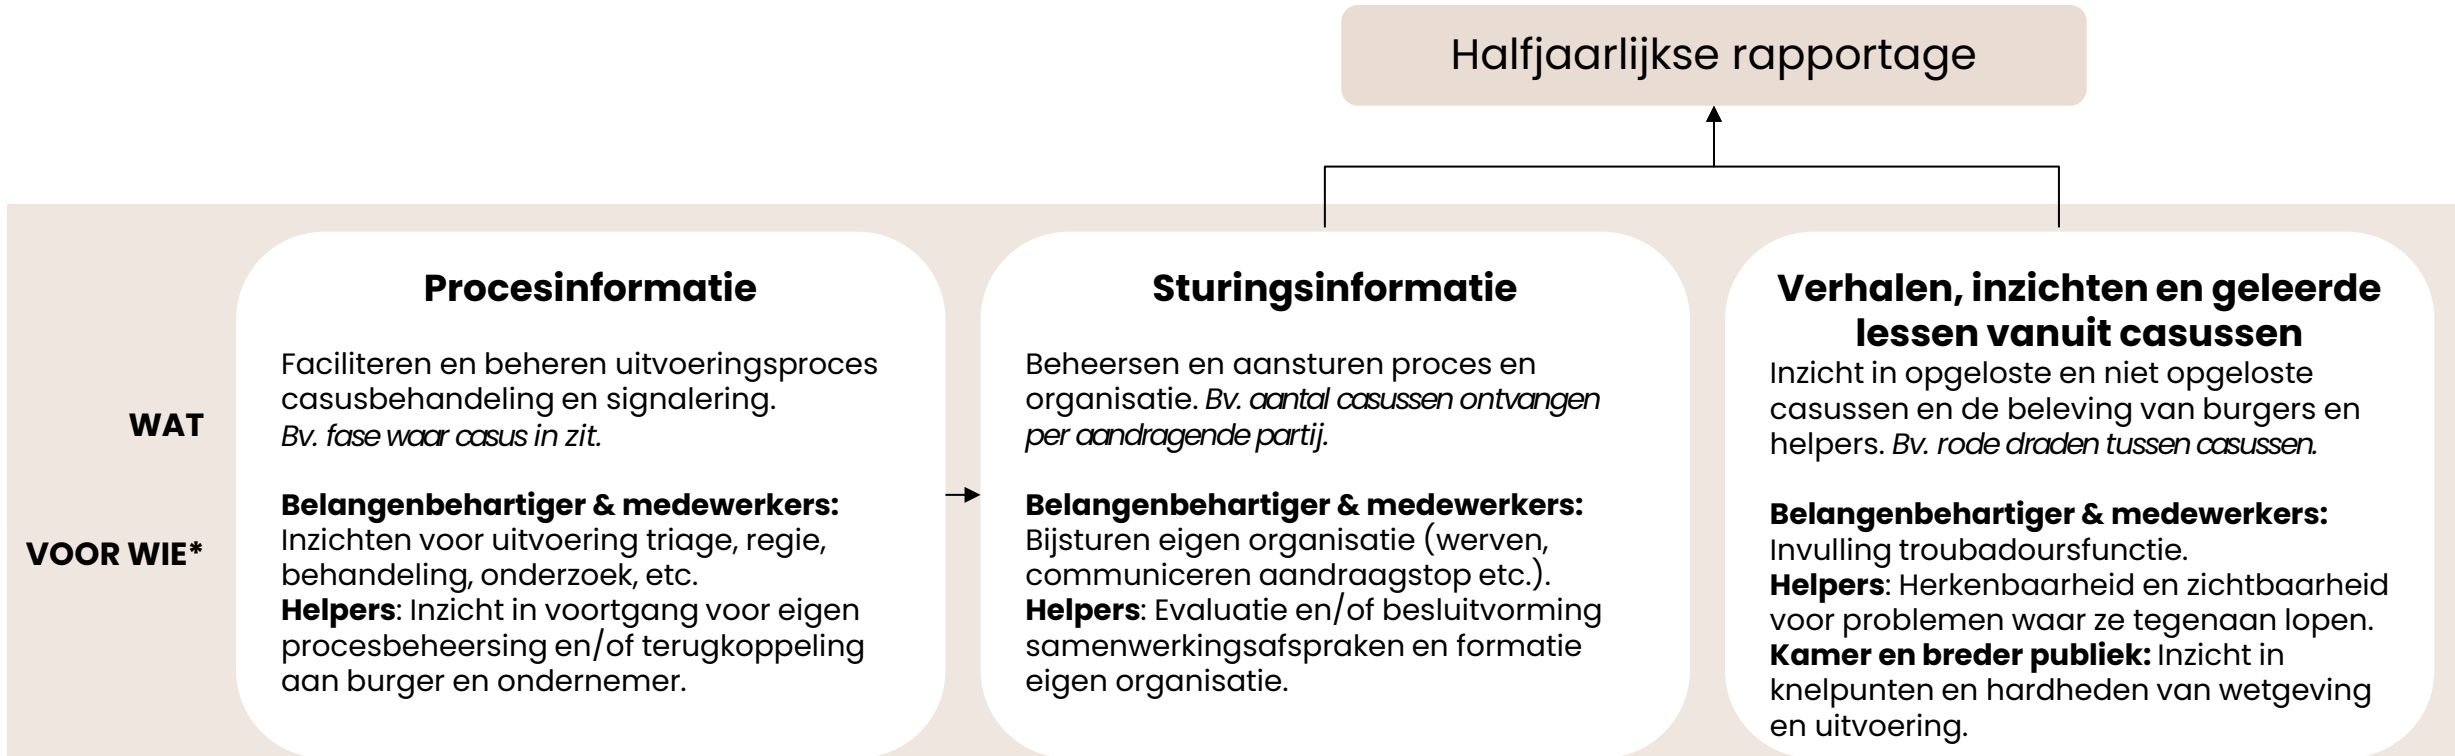 Halfjaarlijkse rapportage
WAT
VOOR WIE*
Procesinformatie
Faciliteren en beheren uitvoeringsproces
casusbehandeling en signalering.
Bv. fase waar casus in zit.
Belangenbehartiger & medewerkers:
Inzichten voor uitvoering triage, regie,
behandeling, onderzoek, etc.
Helpers: Inzicht in voortgang voor eigen
procesbeheersing en/of terugkoppeling
aan burger en ondernemer.
Sturingsinformatie
Beheersen en aansturen proces en
organisatie. Bv. aantal casussen ontvangen
per aandragende partij.
Belangenbehartiger & medewerkers:
Bijsturen eigen organisatie (werven,
communiceren aandraagstop etc.).
Helpers: Evaluatie en/of besluitvorming
samenwerkingsafspraken en formatie
eigen organisatie.
Verhalen, inzichten en geleerde
lessen vanuit casussen
Inzicht in opgeloste en niet opgeloste
casussen en de beleving van burgers en
helpers. Bv. rode draden tussen casussen.
Belangenbehartiger & medewerkers:
Invulling troubadoursfunctie.
Helpers: Herkenbaarheid en zichtbaarheid
voor problemen waar ze tegenaan lopen.
Kamer en breder publiek: Inzicht in
knelpunten en hardheden van wetgeving
en uitvoering.